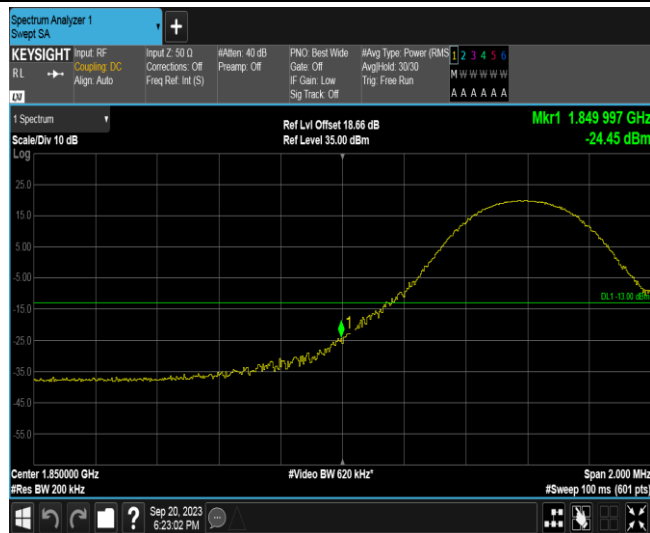 Spectrum Analyzer 1
Swept SA
+
KEYSIGHT
RL
LXI
Input: RF
Coupling: DC
Align: Auto
Input Z: 50 Ω
Corrections: Off
Freq Ref: Int (S)
#Atten: 40 dB
Preamp: Off
PNO: Best Wide
Gate: Off
IF Gain: Low
Sig Track: Off
#Avg Type: Power (RMS
Avg|Hold: 30/30
Trig: Free Run
1 2 3 4 5 6
M W W W W W
A A A A A A
1 Spectrum
Scale/Div 10 dB
Log
Ref Lvl Offset 18.66 dB
Ref Level 35.00 dBm
Mkr1 1.849 997 GHz
-24.45 dBm
25.0
15.0
5.00
-5.00
DL1 -13.00 dBm
-15.0
1
-25.0
-35.0
-45.0
-55.0
Center 1.850000 GHz
#Video BW 620 kHz*
Span 2.000 MHz
#Res BW 200 kHz
#Sweep 100 ms (601 pts)
?
Sep 20, 2023
6:23:02 PM